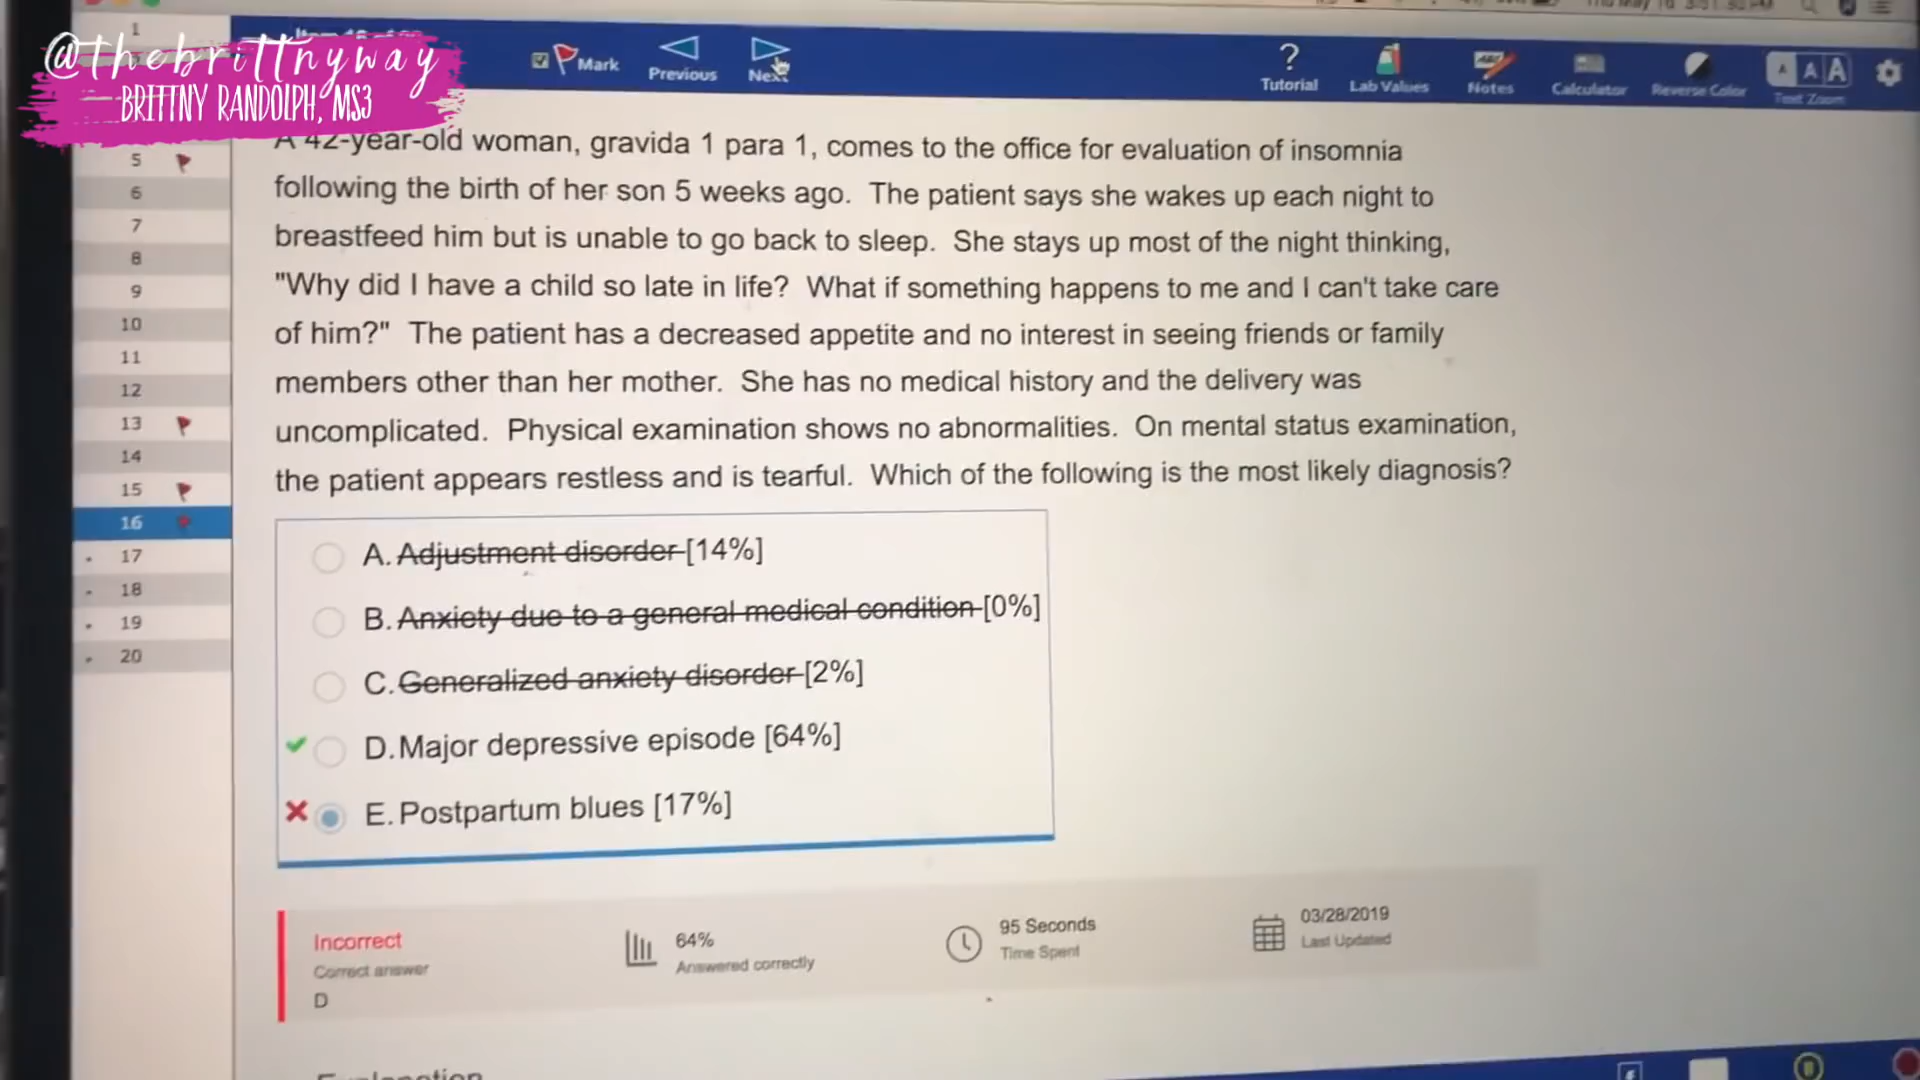 @thebrittnyway
BRITTNY RANDOLPH, MS3
1
Mark
Previous
Next
?
Tutorial
Lab Values
Notes
Calculator
Reverse Color
A A A
Text Zoom
5
6
7
8
9
10
11
12
13
14
15
16
17
18
19
20
A 42-year-old woman, gravida 1 para 1, comes to the office for evaluation of insomnia
following the birth of her son 5 weeks ago. The patient says she wakes up each night to
breastfeed him but is unable to go back to sleep. She stays up most of the night thinking,
"Why did I have a child so late in life? What if something happens to me and I can't take care
of him?" The patient has a decreased appetite and no interest in seeing friends or family
members other than her mother. She has no medical history and the delivery was
uncomplicated. Physical examination shows no abnormalities. On mental status examination,
the patient appears restless and is tearful. Which of the following is the most likely diagnosis?
A. Adjustment disorder [14%]
B. Anxiety due to a general medical condition [0%]
C. Generalized anxiety disorder [2%]
D. Major depressive episode [64%]
E. Postpartum blues [17%]
Incorrect
Correct answer
D
64%
Answered correctly
95 Seconds
Time Spent
03/28/2019
Last Updated
Explanation